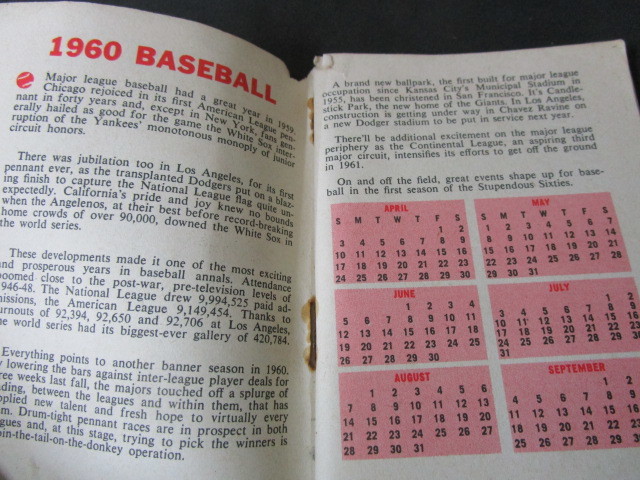 1960 BASEBALL
Major league baseball had a great year in 1959.
Chicago rejoiced in its first American League pen-
nant in forty years and, except in New York, fans gen-
erally hailed as good for the game the White Sox inter-
ruption of the Yankees' monotonous monoply of junior
circuit honors.
There was jubilation too in Los Angeles, for its first
pennant ever, as the transplanted Dodgers put on a blaz-
ing finish to capture the National League flag quite un-
expectedly. California's pride and joy knew no bounds
when the Angelenos, at their best before record-breaking
home crowds of over 90,000, downed the White Sox in
the world series.
These developments made it one of the most exciting
and prosperous years in baseball annals. Attendance
oomed close to the post-war, pre-television levels of
946-48. The National League drew 9,994,525 paid ad-
missions, the American League 9,149,454. Thanks to
urnouts of 92,394, 92,650 and 92,706 at Los Angeles,
he world series had its biggest-ever gallery of 420,784.
Everything points to another banner season in 1960.
y lowering the bars against inter-league player deals for
ree weeks last fall, the majors touched off a splurge of
ding, between the leagues and within them, that has
pplied new talent and fresh hope to virtually every
m. Drum-tight pennant races are in prospect in both
gues and, at this stage, trying to pick the winners is
in-the-tail-on-the-donkey operation.
A brand new ballpark, the first built for major league
occupation since Kansas City's Municipal Stadium in
1955, has been christened in San Francisco. It's Candle-
stick Park, the new home of the Giants. In Los Angeles,
construction is getting under way in Chavez Ravine on
a new Dodger stadium to be put in service next year.
There'll be additional excitement on the major league
periphery as the Continental League, an aspiring third
major circuit, intensifies its efforts to get off the ground
in 1961.
On and off the field, great events shape up for base-
ball in the first season of the Stupendous Sixties.
APRIL
S M T W T F S
1 2
3 4 5 6 7 8 9
10 11 12 13 14 15 16
17 18 19 20 21 22 23
24 25 26 27 28 29 30
MAY
S M T W T F S
1 2 3 4 5 6 7
8 9 10 11 12 13 14
15 16 17 18 19 20 21
22 23 24 25 26 27 28
29 30 31
JUNE
1 2 3 4
5 6 7 8 9 10 11
12 13 14 15 16 17 18
19 20 21 22 23 24 25
26 27 28 29 30
JULY
1 2
3 4 5 6 7 8 9
10 11 12 13 14 15 16
17 18 19 20 21 22 23
24 25 26 27 28 29 30
31
AUGUST
1 2 3 4 5 6
7 8 9 10 11 12 13
14 15 16 17 18 19 20
21 22 23 24 25 26 27
28 29 30 31
SEPTEMBER
1 2 3
4 5 6 7 8 9 10
11 12 13 14 15 16 17
18 19 20 21 22 23 24
25 26 27 28 29 30